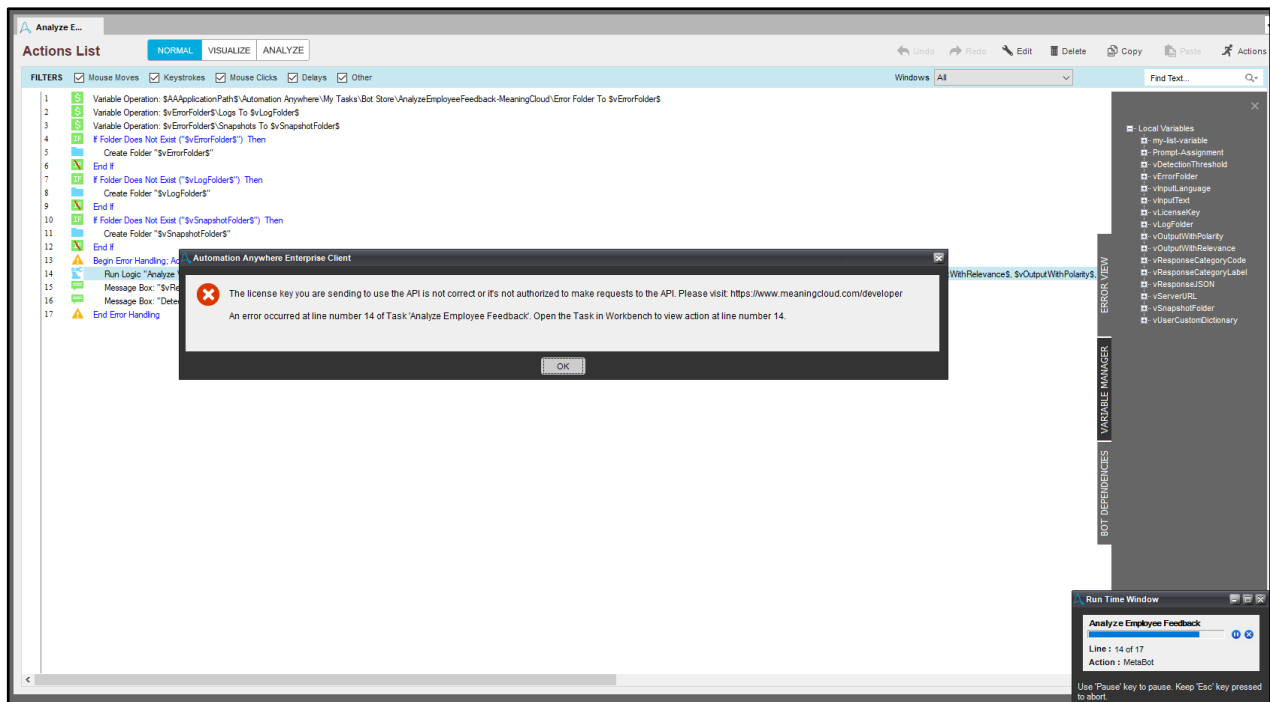 Analyze E...
Actions List NORMAL VISUALIZE ANALYZE Undo Redo Edit Delete Copy Paste Actions
FILTERS Mouse Moves Keystrokes Mouse Clicks Delays Other Windows All Find Text...
1 Variable Operation: $AAApplicationPath$\Automation Anywhere\My Tasks\Bot Store\AnalyzeEmployeeFeedback-MeaningCloud\Error Folder To $vErrorFolder$
2 Variable Operation: $vErrorFolder$\Logs To $vLogFolder$
3 Variable Operation: $vErrorFolder$\Snapshots To $vSnapshotFolder$
4 IF If Folder Does Not Exist ("$vErrorFolder$") Then
5 Create Folder "$vErrorFolder$"
6 End If
7 IF If Folder Does Not Exist ("$vLogFolder$") Then
8 Create Folder "$vLogFolder$"
9 End If
10 IF If Folder Does Not Exist ("$vSnapshotFolder$") Then
11 Create Folder "$vSnapshotFolder$"
12 End If
13 Begin Error Handling; Ac
14 Run Logic "Analyze WithRelevance$, $vOutputWithPolarity$,
15 Message Box: "$vRe
16 Message Box: "Dete
17 End Error Handling
Automation Anywhere Enterprise Client
The license key you are sending to use the API is not correct or it's not authorized to make requests to the API. Please visit: https://www.meaningcloud.com/developer
An error occurred at line number 14 of Task 'Analyze Employee Feedback'. Open the Task in Workbench to view action at line number 14.
OK
ERROR VIEW
VARIABLE MANAGER
BOT DEPENDENCIES
Local Variables
my-list-variable
Prompt-Assignment
vDetectionThreshold
vErrorFolder
vInputLanguage
vInputText
vLicenseKey
vLogFolder
vOutputWithPolarity
vOutputWithRelevance
vResponseCategoryCode
vResponseCategoryLabel
vResponseJSON
vServerURL
vSnapshotFolder
vUserCustomDictionary
Run Time Window
Analyze Employee Feedback
Line : 14 of 17
Action : MetaBot
Use 'Pause' key to pause. Keep 'Esc' key pressed
to abort.